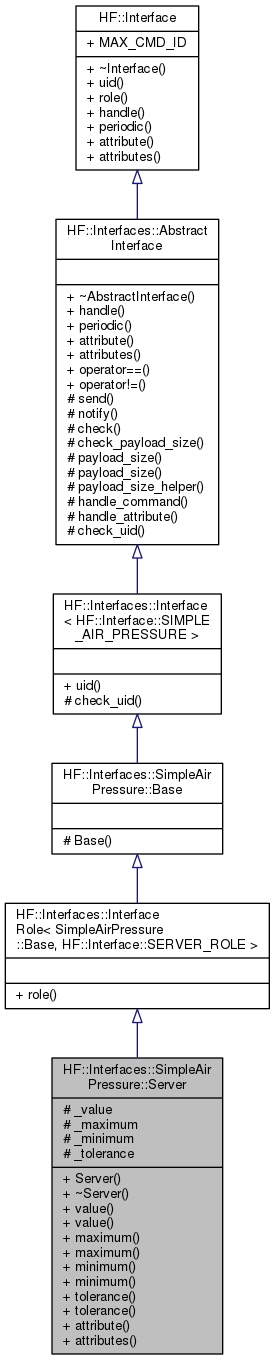 HF::Interface
+ MAX_CMD_ID
+ ~Interface()
+ uid()
+ role()
+ handle()
+ periodic()
+ attribute()
+ attributes()
HF::Interfaces::Abstract
Interface
+ ~AbstractInterface()
+ handle()
+ periodic()
+ attribute()
+ attributes()
+ operator==()
+ operator!=()
# send()
# notify()
# check()
# check_payload_size()
# payload_size()
# payload_size()
# payload_size_helper()
# handle_command()
# handle_attribute()
# check_uid()
HF::Interfaces::Interface
< HF::Interface::SIMPLE
_AIR_PRESSURE >
+ uid()
# check_uid()
HF::Interfaces::SimpleAir
Pressure::Base
# Base()
HF::Interfaces::Interface
Role< SimpleAirPressure
::Base, HF::Interface::SERVER_ROLE >
+ role()
HF::Interfaces::SimpleAir
Pressure::Server
# _value
# _maximum
# _minimum
# _tolerance
+ Server()
+ ~Server()
+ value()
+ value()
+ maximum()
+ maximum()
+ minimum()
+ minimum()
+ tolerance()
+ tolerance()
+ attribute()
+ attributes()